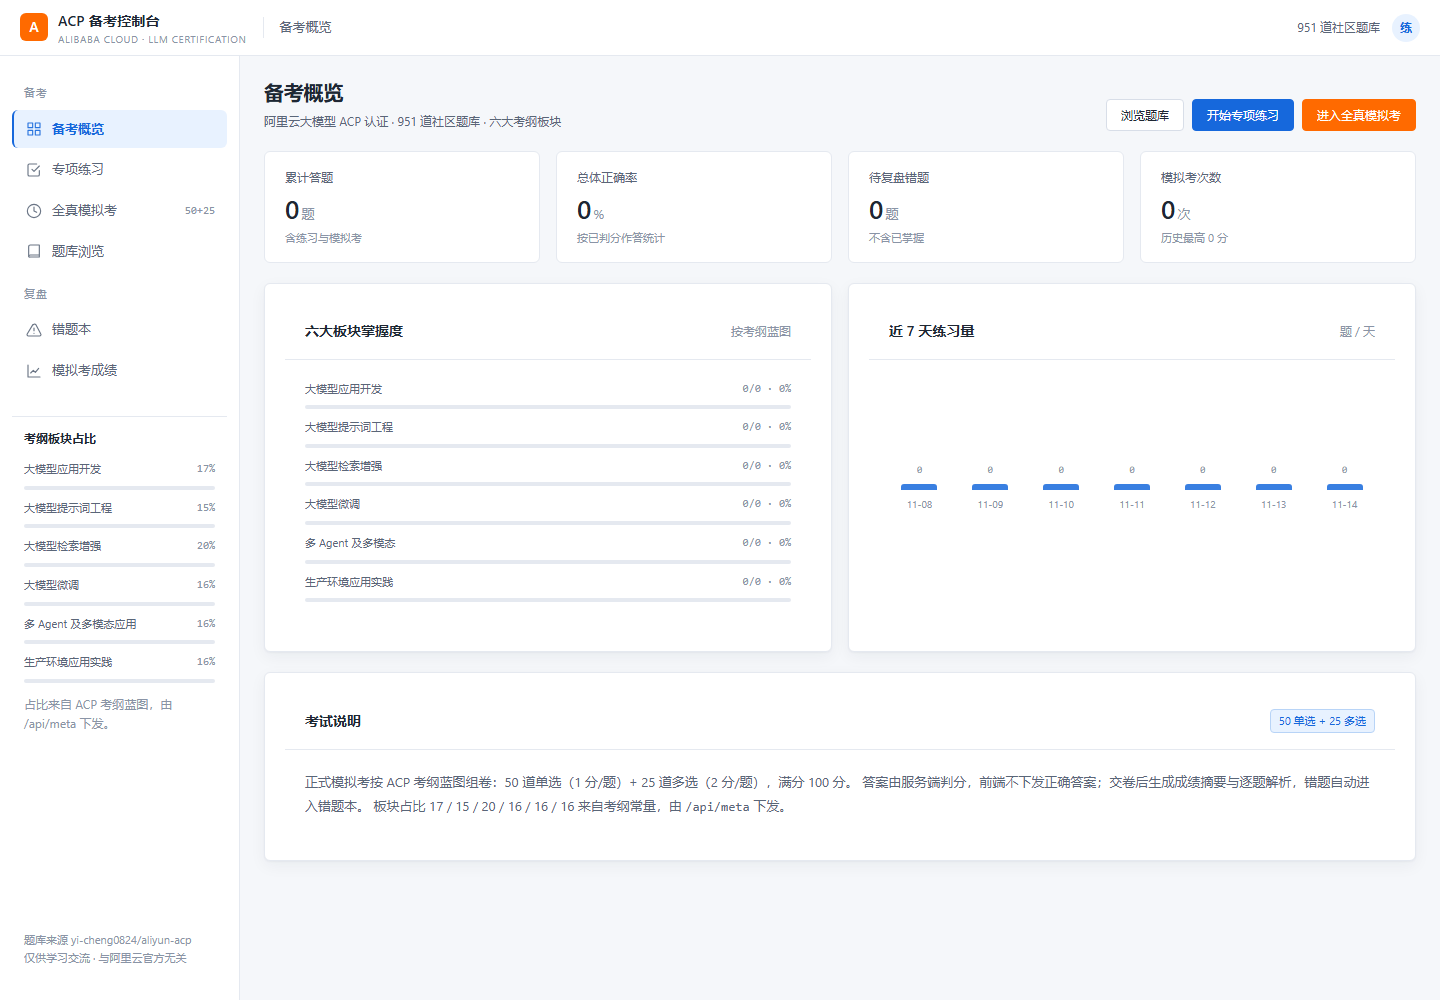 A
ACP 备考控制台
ALIBABA CLOUD · LLM CERTIFICATION
备考概览
951 道社区题库
练
备考
备考概览
专项练习
全真模拟考 50+25
题库浏览
复盘
错题本
模拟考成绩
考纲板块占比
大模型应用开发 17%
大模型提示词工程 15%
大模型检索增强 20%
大模型微调 16%
多 Agent 及多模态应用 16%
生产环境应用实践 16%
占比来自 ACP 考纲蓝图，由
/api/meta 下发。
题库来源 yi-cheng0824/aliyun-acp
仅供学习交流 · 与阿里云官方无关
备考概览
阿里云大模型 ACP 认证 · 951 道社区题库 · 六大考纲板块
浏览题库
开始专项练习
进入全真模拟考
累计答题
0 题
含练习与模拟考
总体正确率
0 %
按已判分作答统计
待复盘错题
0 题
不含已掌握
模拟考次数
0 次
历史最高 0 分
六大板块掌握度 按考纲蓝图
大模型应用开发 0/0 · 0%
大模型提示词工程 0/0 · 0%
大模型检索增强 0/0 · 0%
大模型微调 0/0 · 0%
多 Agent 及多模态 0/0 · 0%
生产环境应用实践 0/0 · 0%
近 7 天练习量 题 / 天
0 0 0 0 0 0 0
11-08 11-09 11-10 11-11 11-12 11-13 11-14
考试说明 50 单选 + 25 多选
正式模拟考按 ACP 考纲蓝图组卷：50 道单选（1 分/题）+ 25 道多选（2 分/题），满分 100 分。 答案由服务端判分，前端不下发正确答案；交卷后生成成绩摘要与逐题解析，错题自动进
入错题本。 板块占比 17 / 15 / 20 / 16 / 16 / 16 来自考纲常量，由 /api/meta 下发。